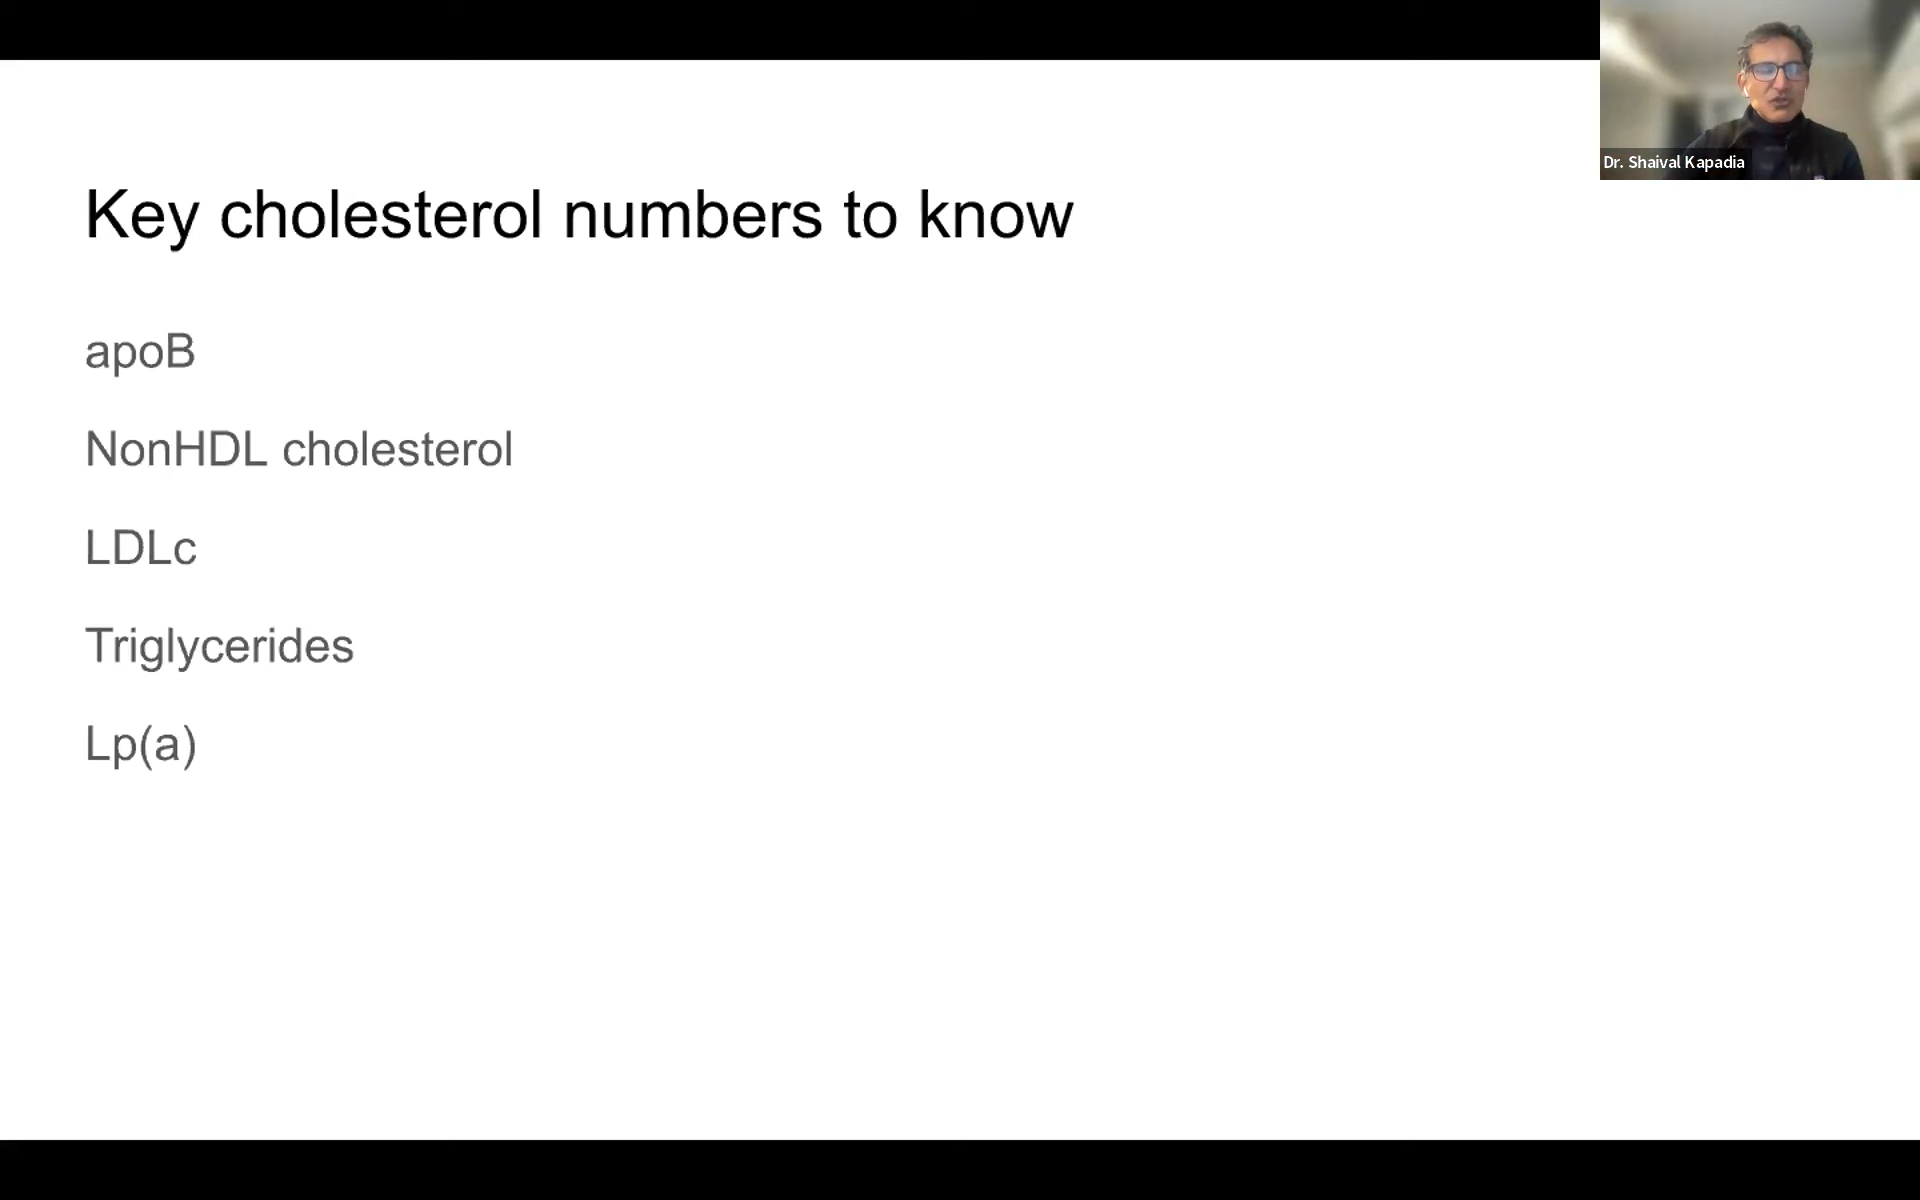 Dr. Shaival Kapadia
Key cholesterol numbers to know
apoB
NonHDL cholesterol
LDLc
Triglycerides
Lp(a)